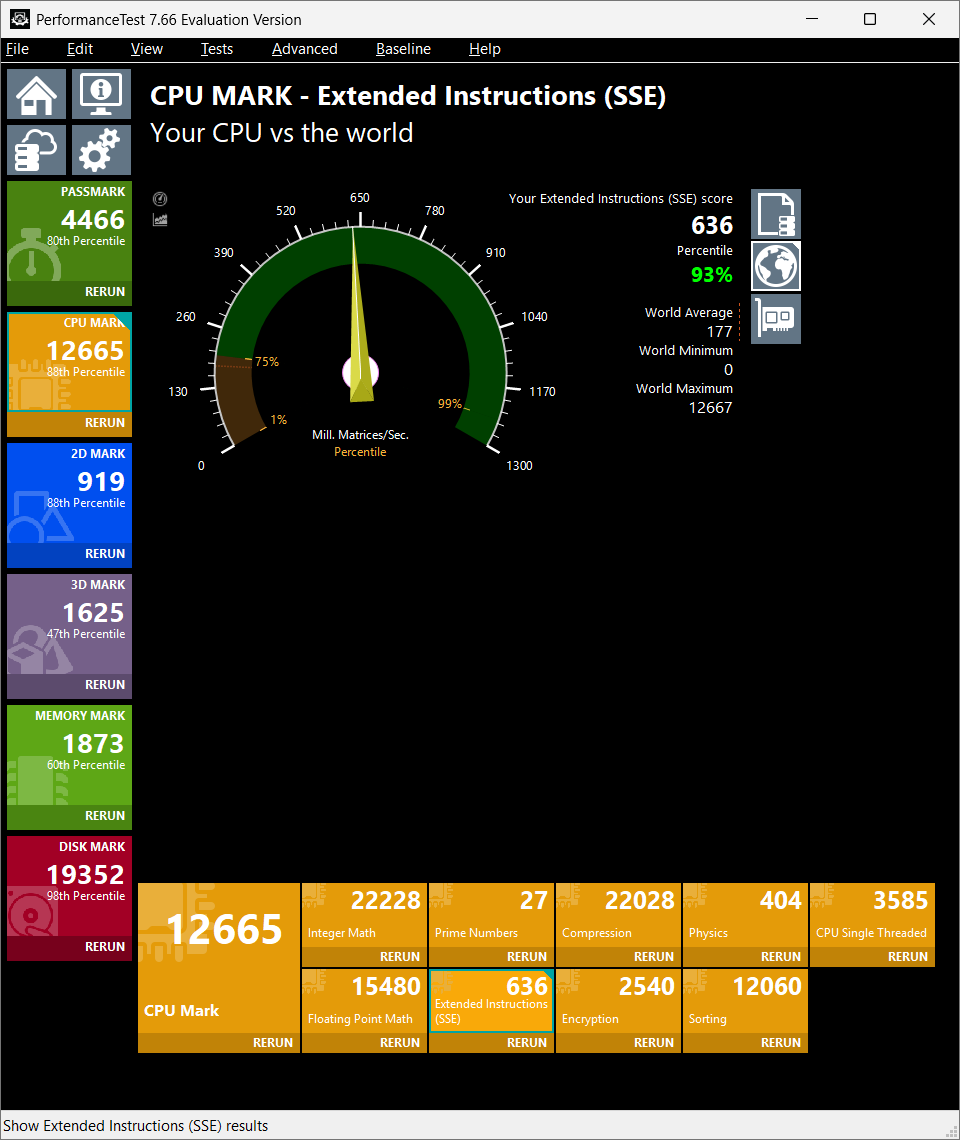 PerformanceTest 7.66 Evaluation Version
File Edit View Tests Advanced Baseline Help
CPU MARK - Extended Instructions (SSE)
Your CPU vs the world
PASSMARK
4466
80th Percentile
RERUN
CPU MARK
12665
88th Percentile
RERUN
2D MARK
919
88th Percentile
RERUN
3D MARK
1625
47th Percentile
RERUN
MEMORY MARK
1873
60th Percentile
RERUN
DISK MARK
19352
98th Percentile
RERUN
0
130
260
390
520
650
780
910
1040
1170
1300
75%
1%
99%
Mill. Matrices/Sec.
Percentile
Your Extended Instructions (SSE) score
636
Percentile
93%
World Average
177
World Minimum
0
World Maximum
12667
12665
CPU Mark
RERUN
22228
Integer Math
RERUN
27
Prime Numbers
RERUN
22028
Compression
RERUN
404
Physics
RERUN
3585
CPU Single Threaded
RERUN
15480
Floating Point Math
RERUN
636
Extended Instructions
(SSE)
RERUN
2540
Encryption
RERUN
12060
Sorting
RERUN
Show Extended Instructions (SSE) results